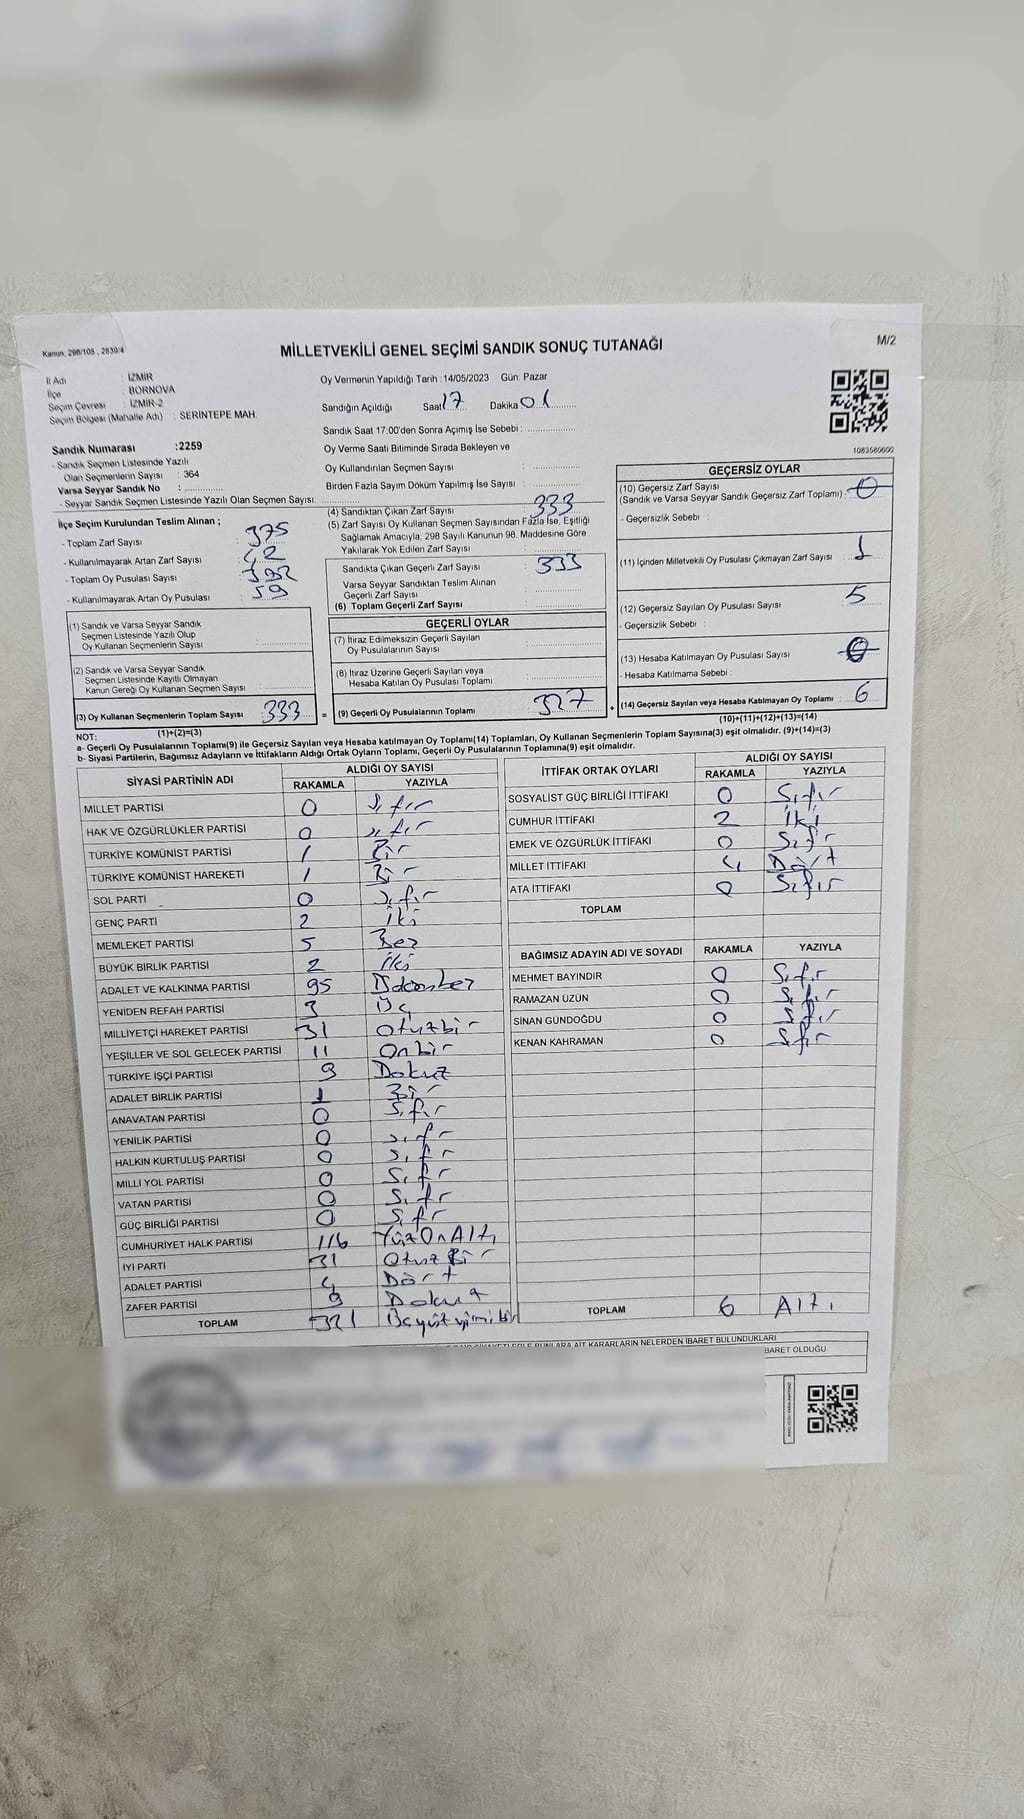 Kanun: 298/105 , 2839/4
MİLLETVEKİLİ GENEL SEÇİMİ SANDIK SONUÇ TUTANAĞI
M/2
İl Adı : İZMİR
İlçe : BORNOVA
Seçim Çevresi : İZMİR-2
Seçim Bölgesi (Mahalle Adı) : SERİNTEPE MAH.
Oy Vermenin Yapıldığı Tarih :14/05/2023 Gün: Pazar
Sandığın Açıldığı Saat 17 Dakika 01
Sandık Saat 17:00'den Sonra Açımış İse Sebebi :
Oy Verme Saati Bitiminde Sırada Bekleyen ve
Oy Kullandırılan Seçmen Sayısı :
Birden Fazla Sayım Döküm Yapılmış İse Sayısı :
1083580600
Sandık Numarası :2259
- Sandık Seçmen Listesinde Yazılı
Olan Seçmenlerin Sayısı : 364
Varsa Seyyar Sandık No :
- Seyyar Sandık Seçmen Listesinde Yazılı Olan Seçmen Sayısı:
İlçe Seçim Kurulundan Teslim Alınan ;
- Toplam Zarf Sayısı : 375
- Kullanılmayarak Artan Zarf Sayısı : 42
- Toplam Oy Pusulası Sayısı :
- Kullanılmayarak Artan Oy Pusulası : 59
(1) Sandık ve Varsa Seyyar Sandık
Seçmen Listesinde Yazılı Olup
Oy Kullanan Seçmenlerin Sayısı :
(2) Sandık ve Varsa Seyyar Sandık
Seçmen Listesinde Kayıtlı Olmayan
Kanun Gereği Oy Kullanan Seçmen Sayısı :
(3) Oy Kullanan Seçmenlerin Toplam Sayısı 333 =
(1)+(2)=(3)
(4) Sandıktan Çıkan Zarf Sayısı : 333
(5) Zarf Sayısı Oy Kullanan Seçmen Sayısından Fazla İse, Eşitliği
Sağlamak Amacıyla, 298 Sayılı Kanunun 98. Maddesine Göre
Yakılarak Yok Edilen Zarf Sayısı :
Sandıkta Çıkan Geçerli Zarf Sayısı : 333
Varsa Seyyar Sandıktan Teslim Alınan
Geçerli Zarf Sayısı :
(6) Toplam Geçerli Zarf Sayısı :
GEÇERLİ OYLAR
(7) İtiraz Edilmeksizin Geçerli Sayılan
Oy Pusulalarının Sayısı :
(8) İtiraz Üzerine Geçerli Sayılan veya
Hesaba Katılan Oy Pusulası Toplamı :
(9) Geçerli Oy Pusulalarının Toplamı : 327 +
GEÇERSİZ OYLAR
(10) Geçersiz Zarf Sayısı
(Sandık ve Varsa Seyyar Sandık Geçersiz Zarf Toplamı) : 0
- Geçersizlik Sebebi :
(11) İçinden Milletvekili Oy Pusulası Çıkmayan Zarf Sayısı : 1
(12) Geçersiz Sayılan Oy Pusulası Sayısı : 5
- Geçersizlik Sebebi :
(13) Hesaba Katılmayan Oy Pusulası Sayısı : 0
- Hesaba Katılmama Sebebi :
(14) Geçersiz Sayılan veya Hesaba Katılmayan Oy Toplamı : 6
(10)+(11)+(12)+(13)=(14)
NOT:
a- Geçerli Oy Pusulalarının Toplamı(9) ile Geçersiz Sayılan veya Hesaba katılmayan Oy Toplamı(14) Toplamları, Oy Kullanan Seçmenlerin Toplam Sayısına(3) eşit olmalıdır. (9)+(14)=(3)
b- Siyasi Partilerin, Bağımsız Adayların ve İttifakların Aldığı Ortak Oyların Toplamı, Geçerli Oy Pusulalarının Toplamına(9) eşit olmalıdır.
SİYASİ PARTİNİN ADI ALDIĞI OY SAYISI
RAKAMLA YAZIYLA
MİLLET PARTİSİ 0 Sıfır
HAK VE ÖZGÜRLÜKLER PARTİSİ 0 Sıfır
TÜRKİYE KOMÜNİST PARTİSİ 1 Bir
TÜRKİYE KOMÜNİST HAREKETİ 1 Bir
SOL PARTİ 0 Sıfır
GENÇ PARTİ 2 İki
MEMLEKET PARTİSİ 5 Beş
BÜYÜK BİRLİK PARTİSİ 2 İki
ADALET VE KALKINMA PARTİSİ 95 Doksanbeş
YENİDEN REFAH PARTİSİ 3 Üç
MİLLİYETÇİ HAREKET PARTİSİ 31 Otuzbir
YEŞİLLER VE SOL GELECEK PARTİSİ 11 Onbir
TÜRKİYE İŞÇİ PARTİSİ 9 Dokuz
ADALET BİRLİK PARTİSİ 1 Bir
ANAVATAN PARTİSİ 0 Sıfır
YENİLİK PARTİSİ 0 Sıfır
HALKIN KURTULUŞ PARTİSİ 0 Sıfır
MİLLİ YOL PARTİSİ 0 Sıfır
VATAN PARTİSİ 0 Sıfır
GÜÇ BİRLİĞİ PARTİSİ 0 Sıfır
CUMHURİYET HALK PARTİSİ 116 YüzOnAltı
İYİ PARTİ 31 OtuzBir
ADALET PARTİSİ 4 Dört
ZAFER PARTİSİ 9 Dokuz
TOPLAM 321 Üçyüzyirmibir
İTTİFAK ORTAK OYLARI ALDIĞI OY SAYISI
RAKAMLA YAZIYLA
SOSYALİST GÜÇ BİRLİĞİ İTTİFAKI 0 Sıfır
CUMHUR İTTİFAKI 2 İki
EMEK VE ÖZGÜRLÜK İTTİFAKI 0 Sıfır
MİLLET İTTİFAKI 4 Dört
ATA İTTİFAKI 0 Sıfır
TOPLAM
BAĞIMSIZ ADAYIN ADI VE SOYADI RAKAMLA YAZIYLA
MEHMET BAYINDIR 0 Sıfır
RAMAZAN UZUN 0 Sıfır
SİNAN GÜNDOĞDU 0 Sıfır
KENAN KAHRAMAN 0 Sıfır
TOPLAM 6 Altı
AİT KARARLARIN NELERDEN İBARET BULUNDUKLARI
BARET OLDUĞU